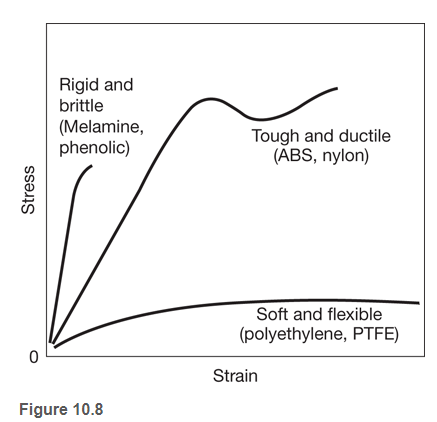 Rigid and
brittle
(Melamine,
phenolic)
Tough and ductile
(ABS, nylon)
Soft and flexible
(polyethylene, PTFE)
Stress
0
Strain
Figure 10.8